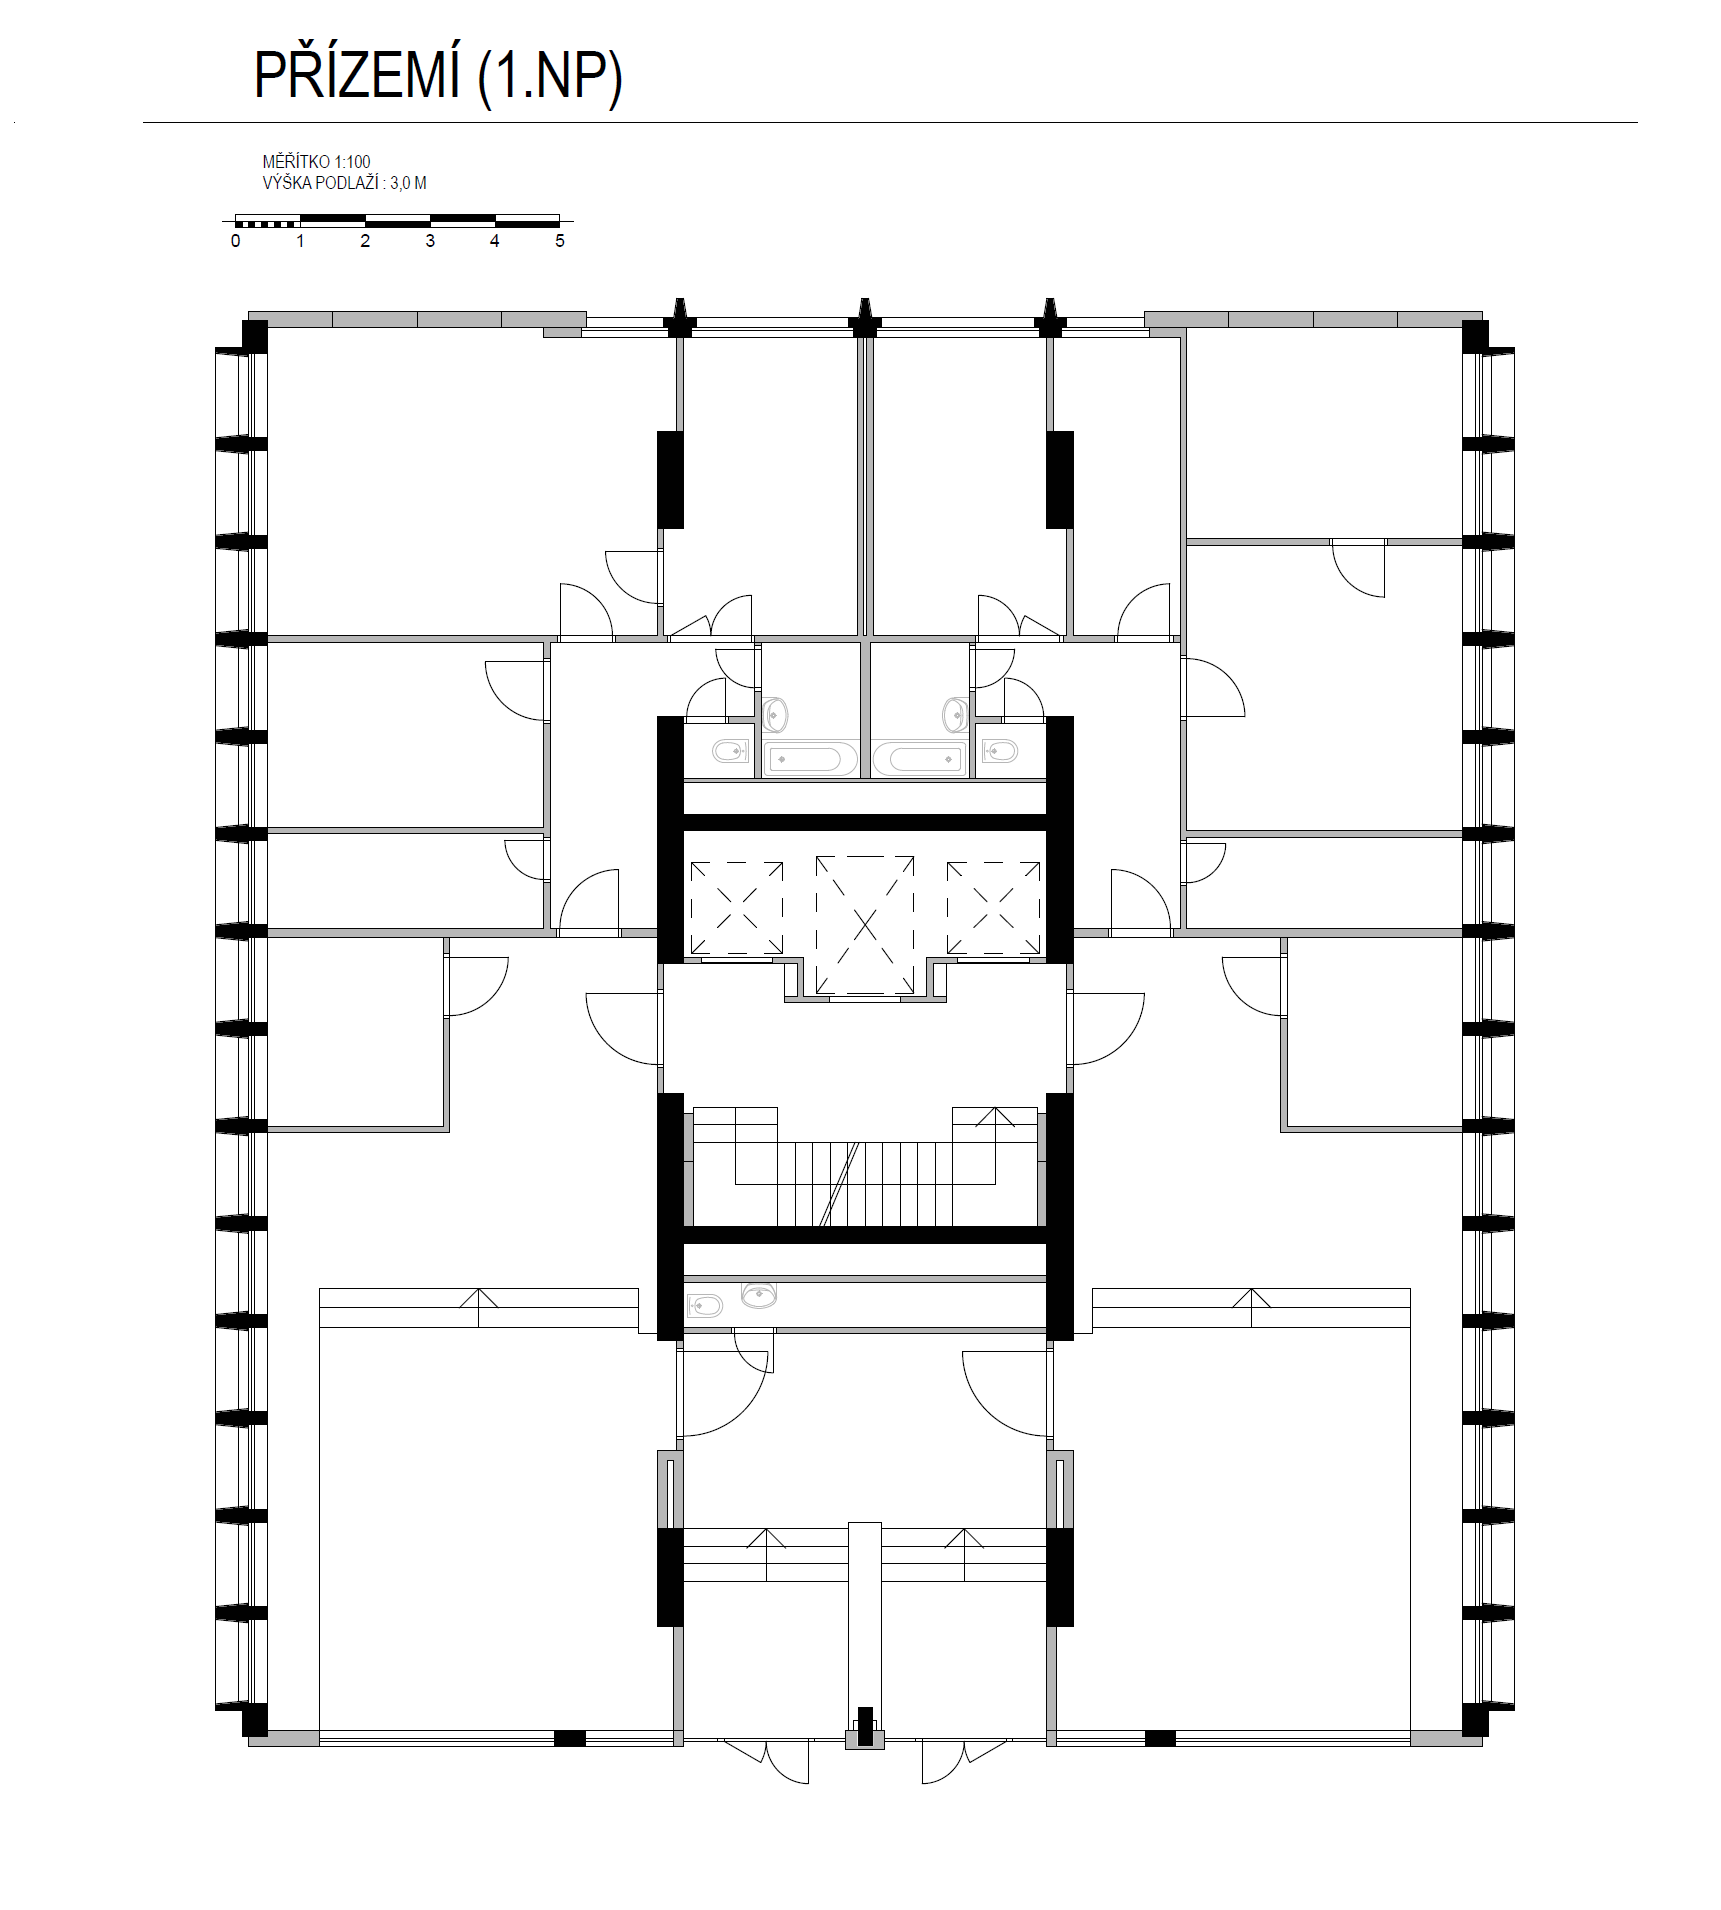 PŘÍZEMÍ (1.NP)
MĚŘÍTKO 1:100
VÝŠKA PODLAŽÍ : 3,0 M
0 1 2 3 4 5